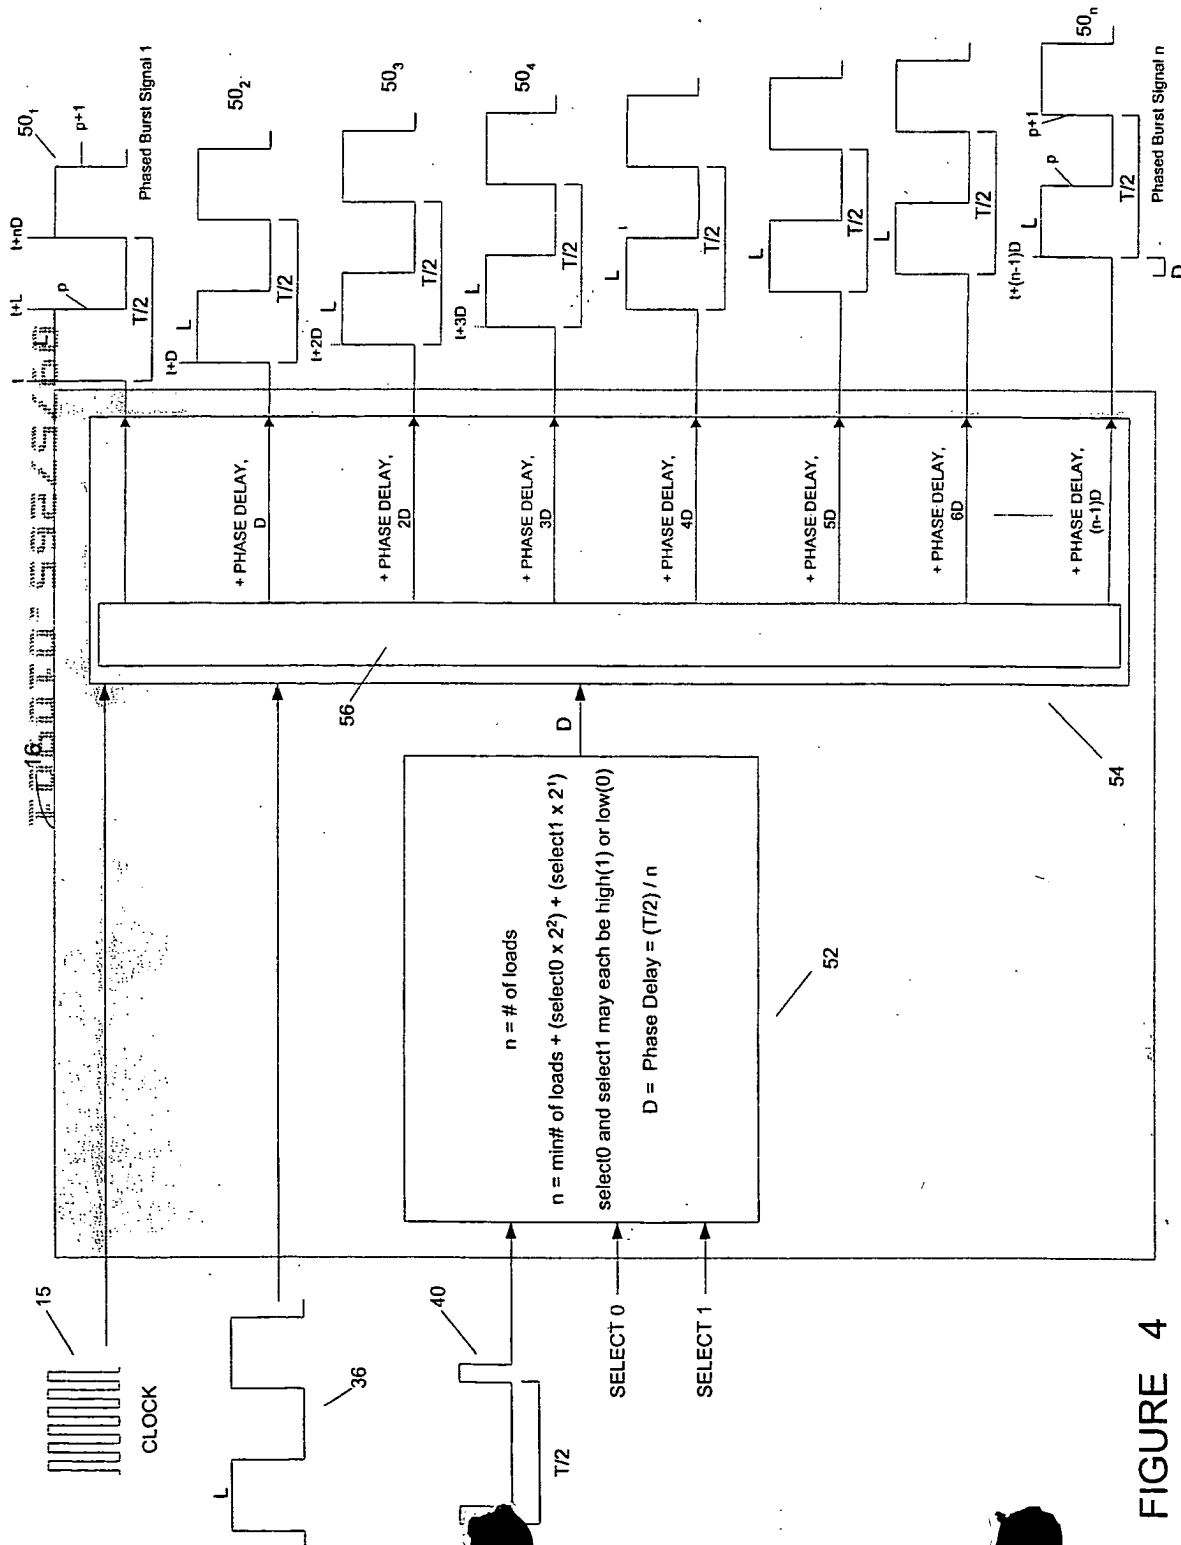 15
CLOCK
L
36
40
T/2
SELECT 0
SELECT 1
16
n = # of loads
n = min# of loads + (select0 x 2²) + (select1 x 2¹)
select0 and select1 may each be high(1) or low(0)
D = Phase Delay = (T/2) / n
52
D
56
54
+ PHASE DELAY,
D
+ PHASE DELAY,
2D
+ PHASE DELAY,
3D
+ PHASE DELAY,
4D
+ PHASE DELAY,
5D
+ PHASE DELAY,
6D
+ PHASE DELAY,
(n-1)D
t
L
t+L
t+nD
50₁
p
p+1
T/2
Phased Burst Signal 1
t+D
L
T/2
50₂
t+2D
L
T/2
50₃
t+3D
L
T/2
50₄
L
T/2
L
T/2
L
T/2
t+(n-1)D
L
p
p+1
50ₙ
T/2
D
Phased Burst Signal n
FIGURE 4